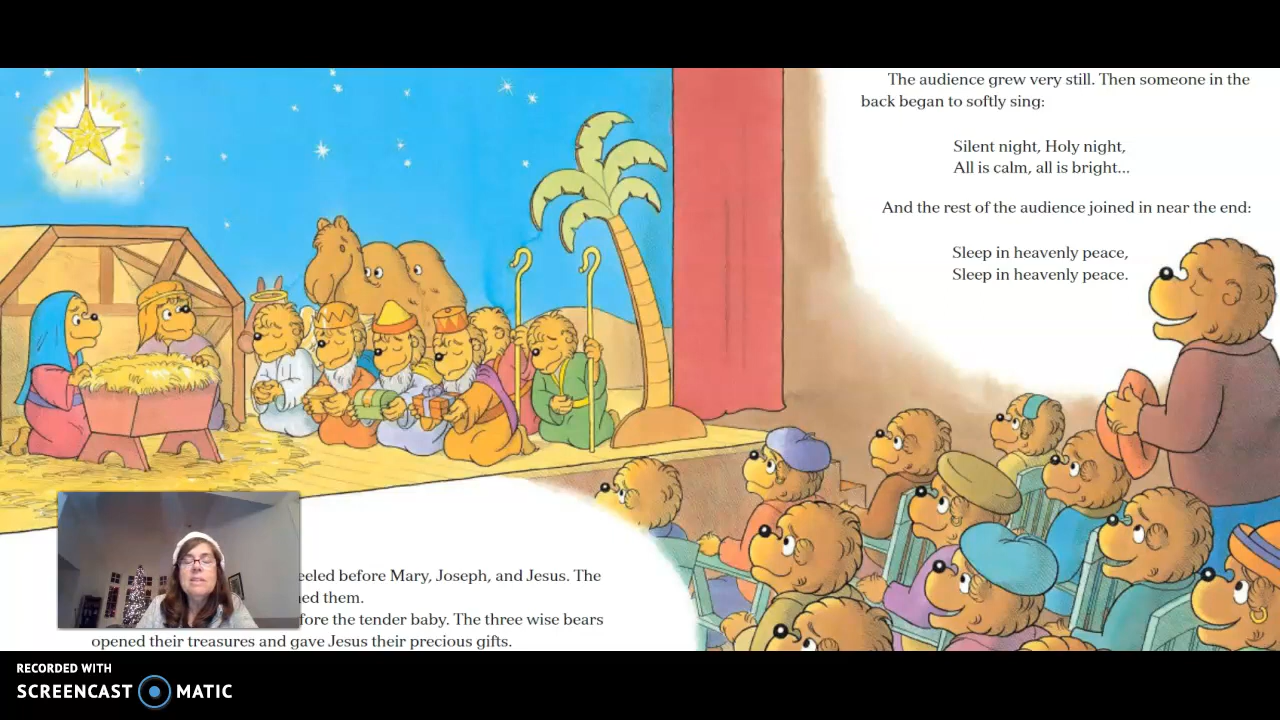 The audience grew very still. Then someone in the
back began to softly sing:
Silent night, Holy night,
All is calm, all is bright...
And the rest of the audience joined in near the end:
Sleep in heavenly peace,
Sleep in heavenly peace.
before Mary, Joseph, and Jesus. The
them.
the tender baby. The three wise bears
opened their treasures and gave Jesus their precious gifts.
RECORDED WITH
SCREENCAST MATIC